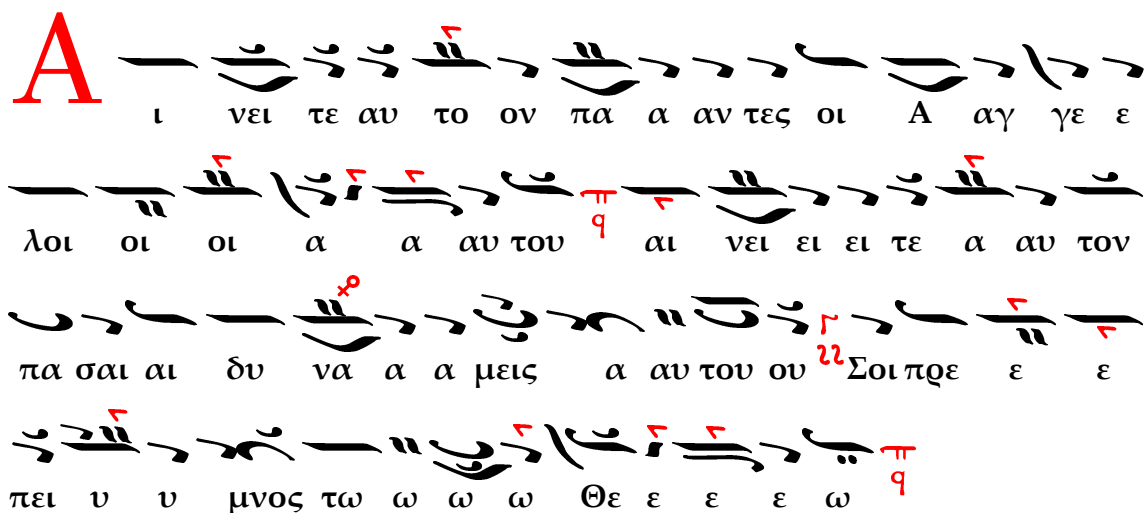 Α ι νει τε αυ το ον πα α αν τες οι Α αγ γε ε
λοι οι οι α α αυ του αι νει ει ει τε α αυ τον
πα σαι αι δυ να α α μεις α αυ του ου Σοι πρε ε ε
πει υ υ μνος τω ω ω ω Θε ε ε ε ω